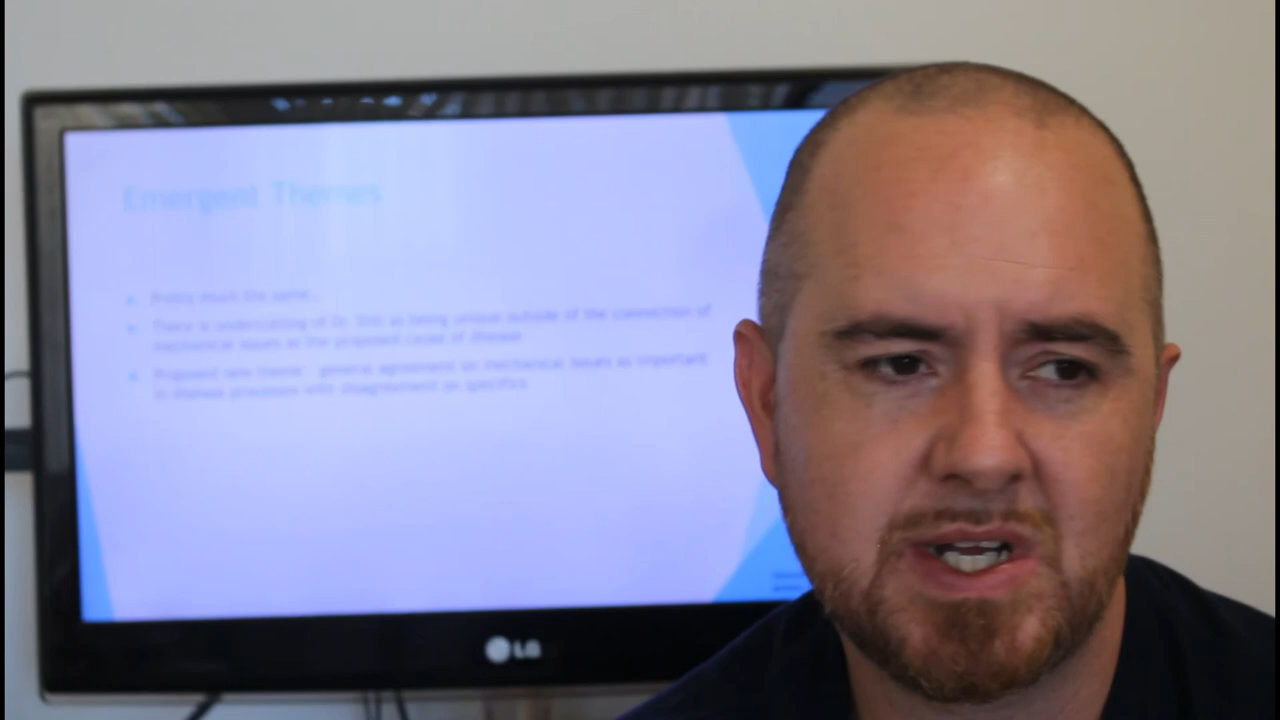 Emergent Themes
Pretty much the same..
There is undercutting of Dr. as being unique outside of the connection of
mechanical issues as the proposed cause of disease
Proposed new theme: general agreement on mechanical issues as important
in disease processes with disagreement on specifics
LG